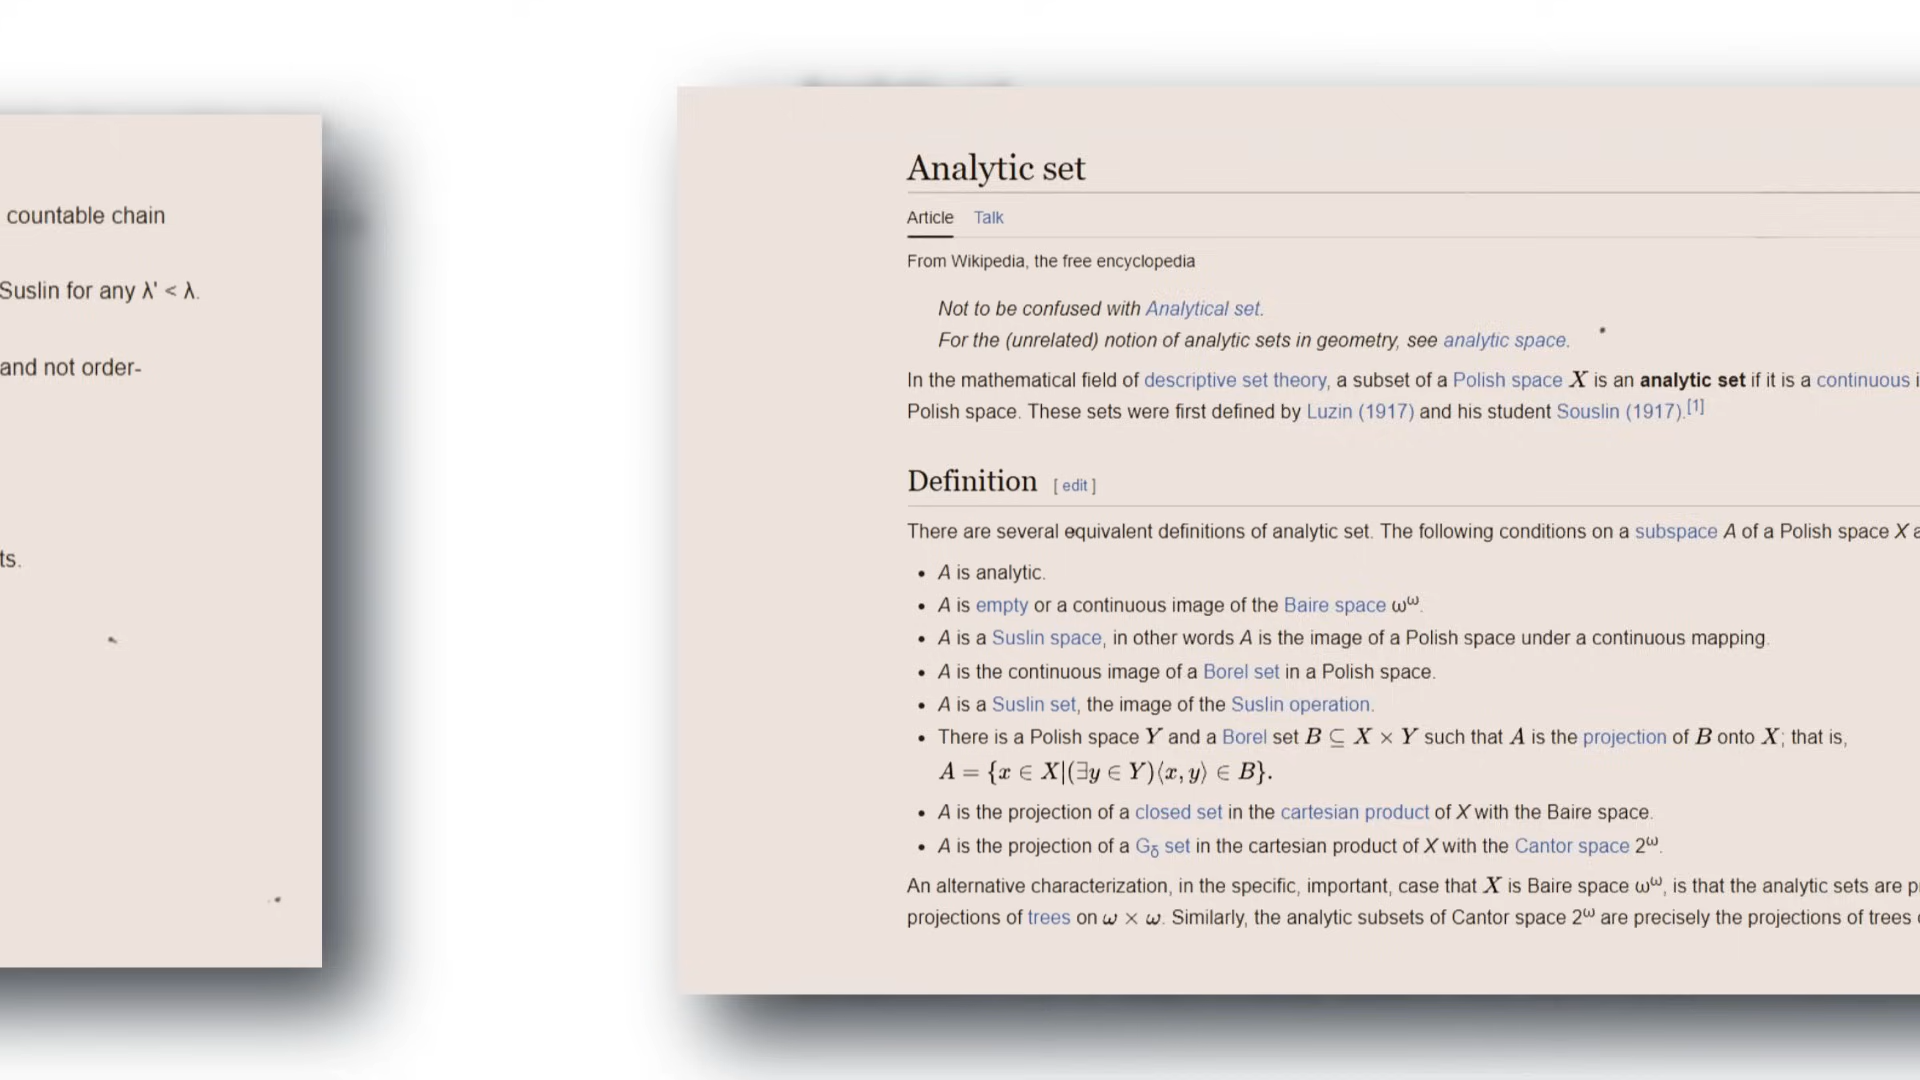 countable chain
Suslin for any λ' < λ.
and not order-
ts.
Analytic set
Article Talk
From Wikipedia, the free encyclopedia
Not to be confused with Analytical set.
For the (unrelated) notion of analytic sets in geometry, see analytic space.
In the mathematical field of descriptive set theory, a subset of a Polish space X is an analytic set if it is a continuous i
Polish space. These sets were first defined by Luzin (1917) and his student Souslin (1917).[1]
Definition [ edit ]
There are several equivalent definitions of analytic set. The following conditions on a subspace A of a Polish space X a
• A is analytic.
• A is empty or a continuous image of the Baire space ω^ω.
• A is a Suslin space, in other words A is the image of a Polish space under a continuous mapping.
• A is the continuous image of a Borel set in a Polish space.
• A is a Suslin set, the image of the Suslin operation.
• There is a Polish space Y and a Borel set B ⊆ X × Y such that A is the projection of B onto X; that is,
A = {x ∈ X|(∃y ∈ Y)⟨x, y⟩ ∈ B}.
• A is the projection of a closed set in the cartesian product of X with the Baire space.
• A is the projection of a G_δ set in the cartesian product of X with the Cantor space 2^ω.
An alternative characterization, in the specific, important, case that X is Baire space ω^ω, is that the analytic sets are p
projections of trees on ω × ω. Similarly, the analytic subsets of Cantor space 2^ω are precisely the projections of trees